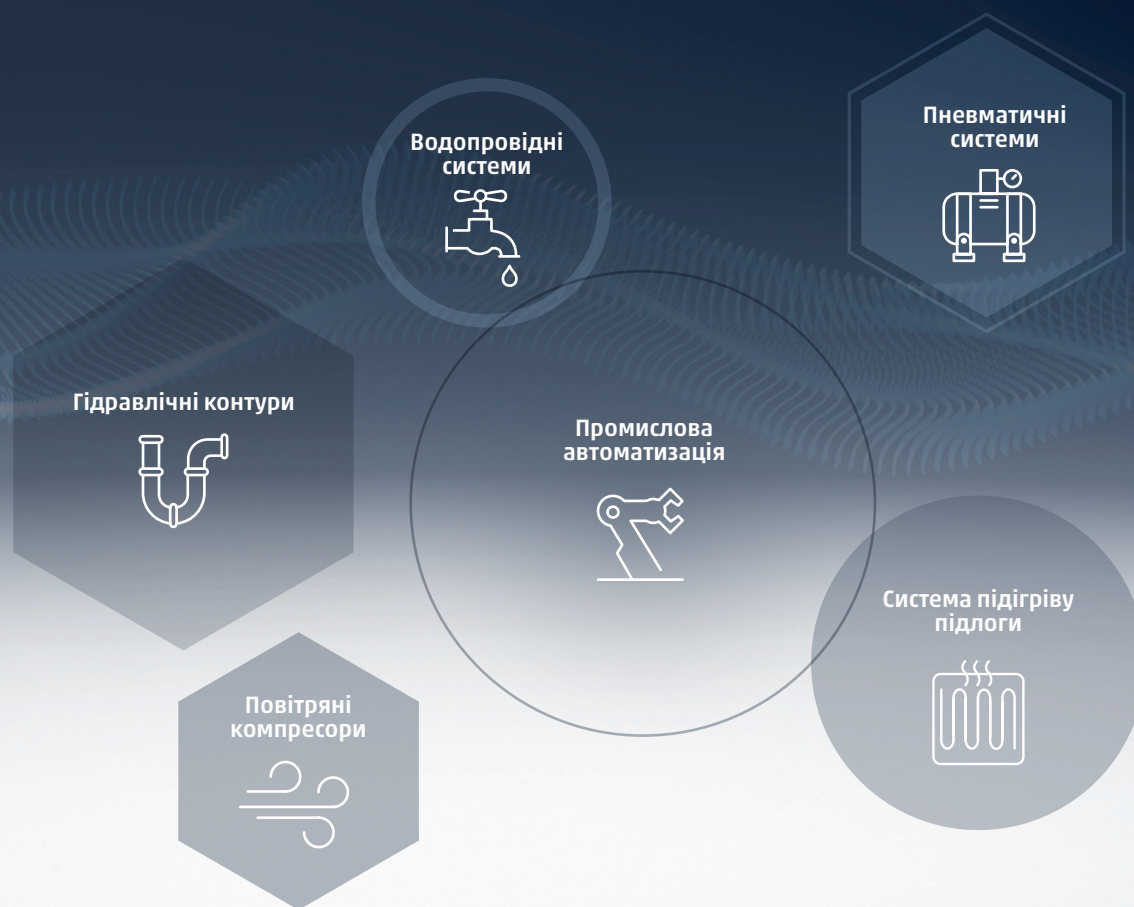 Водопровідні
системи
Пневматичні
системи
Гідравлічні контури
Промислова
автоматизація
Система підігріву
підлоги
Повітряні
компресори